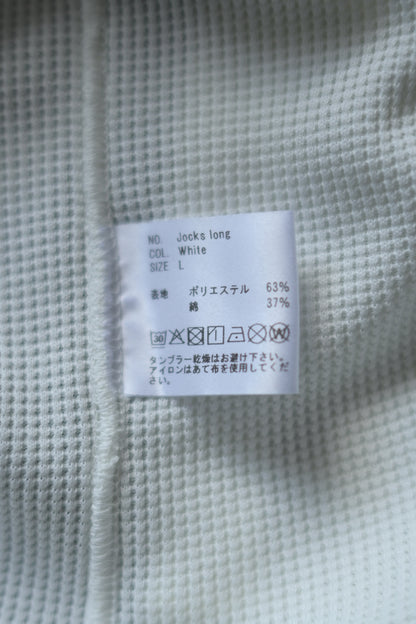 NO. Jocks long
COL. White
SIZE L
表地 ポリエステル 63%
綿 37%
30 W
タンブラー乾燥はお避け下さい。
アイロンはあて布を使用してくだ
さい。